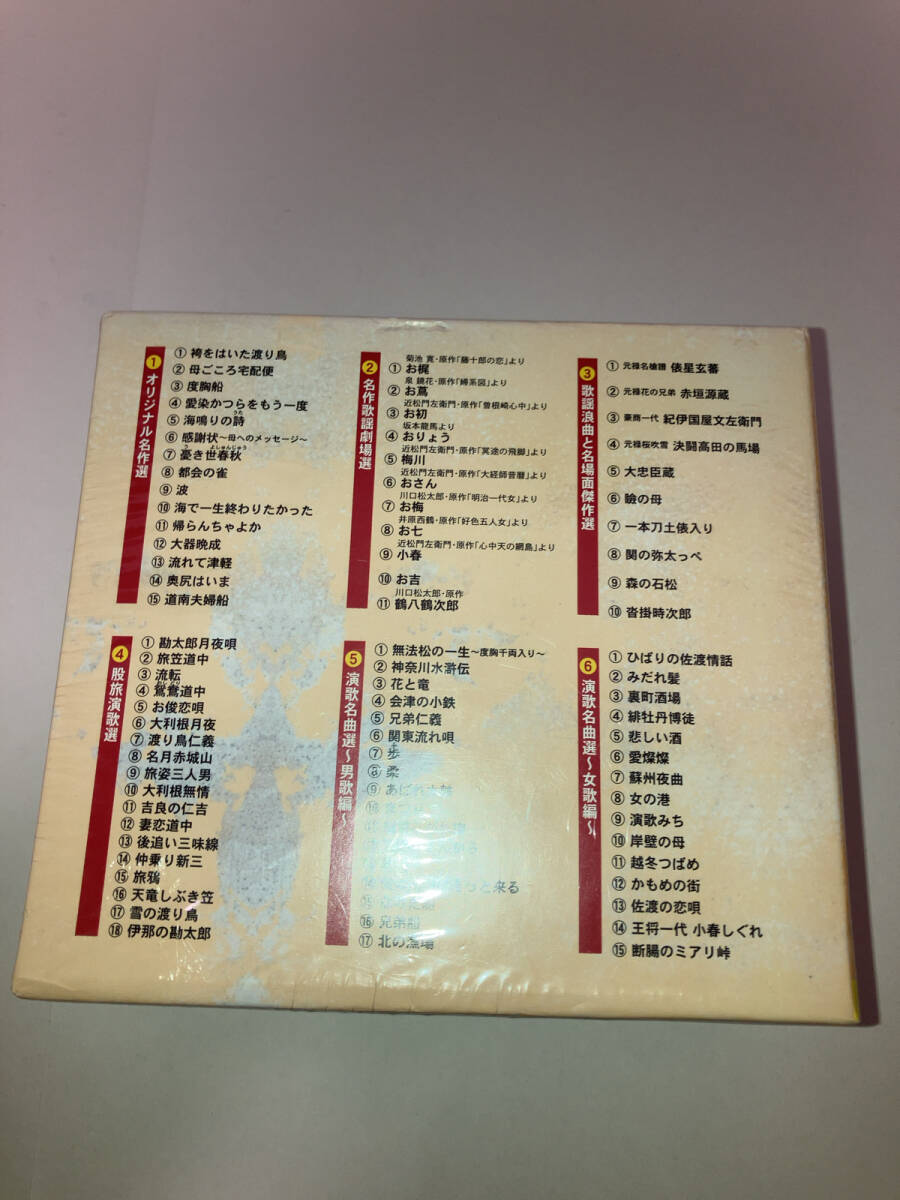 1 オリジナル名作選
① 袴をはいた渡り鳥
② 母ごころ宅配便
③ 度胸船
④ 愛染かつらをもう一度
⑤ 海鳴りの詩
うた
⑥ 感謝状～母へのメッセージ～
⑦ 憂き世春秋
⑧ 都会の雀
⑨ 波
⑩ 海で一生終わりたかった
⑪ 帰らんちゃよか
⑫ 大器晩成
⑬ 流れて津軽
⑭ 奥尻はいま
⑮ 道南夫婦船
2 名作歌謡劇場選
菊池 寛・原作「藤十郎の恋」より
① お梶
泉 鏡花・原作「婦系図」より
② お蔦
近松門左衛門・原作「曽根崎心中」より
③ お初
坂本龍馬より
④ おりょう
近松門左衛門・原作「冥途の飛脚」より
⑤ 梅川
近松門左衛門・原作「大経師昔暦」より
⑥ おさん
川口松太郎・原作「明治一代女」より
⑦ お梅
井原西鶴・原作「好色五人女」より
⑧ お七
近松門左衛門・原作「心中天の網島」より
⑨ 小春
⑩ お吉
川口松太郎・原作
⑪ 鶴八鶴次郎
3 歌謡浪曲と名場面傑作選
① 元禄名槍譜 俵星玄蕃
② 元禄花の兄弟 赤垣源蔵
③ 豪商一代 紀伊国屋文左衛門
④ 元禄桜吹雪 決闘高田の馬場
⑤ 大忠臣蔵
⑥ 瞼の母
⑦ 一本刀土俵入り
⑧ 関の弥太っぺ
⑨ 森の石松
⑩ 沓掛時次郎
4 股旅演歌選
① 勘太郎月夜唄
② 旅笠道中
③ 流転
④ 鴛鴦道中
⑤ お俊恋唄
⑥ 大利根月夜
⑦ 渡り鳥仁義
⑧ 名月赤城山
⑨ 旅姿三人男
⑩ 大利根無情
⑪ 吉良の仁吉
⑫ 妻恋道中
⑬ 後追い三味線
⑭ 仲乗り新三
⑮ 旅鴉
⑯ 天竜しぶき笠
⑰ 雪の渡り鳥
⑱ 伊那の勘太郎
5 演歌名曲選～男歌編～
① 無法松の一生～度胸千両入り～
② 神奈川水滸伝
③ 花と竜
④ 会津の小鉄
⑤ 兄弟仁義
⑥ 関東流れ唄
⑦ 歩
⑧ 柔
⑨ あばれ太鼓
⑯ 兄弟船
⑰ 北の漁場
6 演歌名曲選～女歌編～
① ひばりの佐渡情話
② みだれ髪
③ 裏町酒場
④ 緋牡丹博徒
⑤ 悲しい酒
⑥ 愛燦燦
⑦ 蘇州夜曲
⑧ 女の港
⑨ 演歌みち
⑩ 岸壁の母
⑪ 越冬つばめ
⑫ かもめの街
⑬ 佐渡の恋唄
⑭ 王将一代 小春しぐれ
⑮ 断腸のミアリ峠